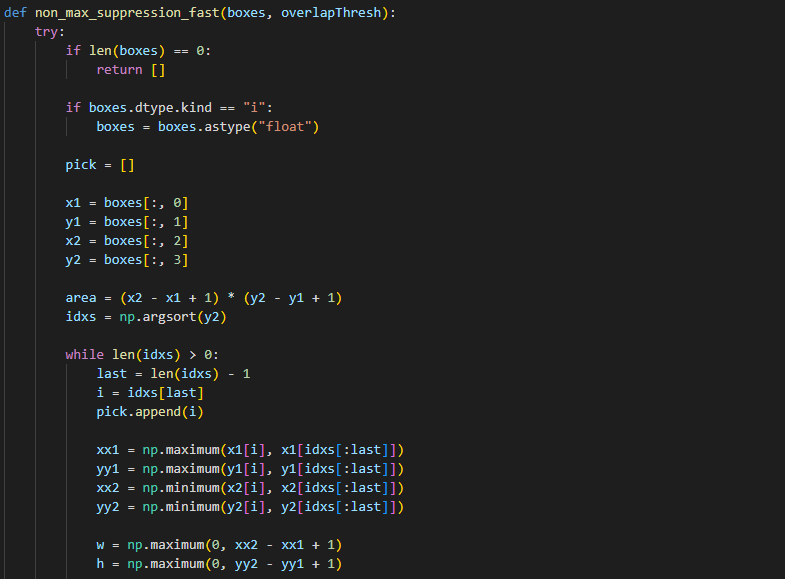 def non_max_suppression_fast(boxes, overlapThresh):
    try:
        if len(boxes) == 0:
            return []

        if boxes.dtype.kind == "i":
            boxes = boxes.astype("float")

        pick = []

        x1 = boxes[:, 0]
        y1 = boxes[:, 1]
        x2 = boxes[:, 2]
        y2 = boxes[:, 3]

        area = (x2 - x1 + 1) * (y2 - y1 + 1)
        idxs = np.argsort(y2)

        while len(idxs) > 0:
            last = len(idxs) - 1
            i = idxs[last]
            pick.append(i)

            xx1 = np.maximum(x1[i], x1[idxs[:last]])
            yy1 = np.maximum(y1[i], y1[idxs[:last]])
            xx2 = np.minimum(x2[i], x2[idxs[:last]])
            yy2 = np.minimum(y2[i], y2[idxs[:last]])

            w = np.maximum(0, xx2 - xx1 + 1)
            h = np.maximum(0, yy2 - yy1 + 1)